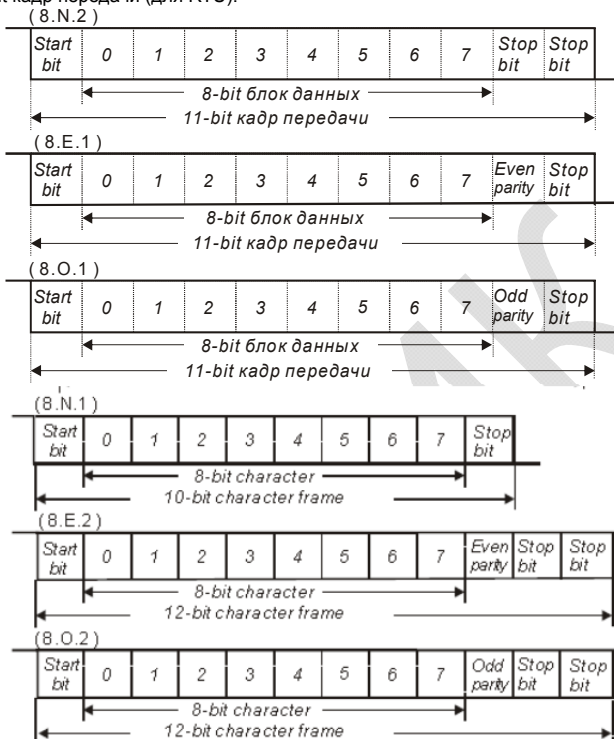 кадр передачи (для RTU):
( 8.N.2 )
Start bit 0 1 2 3 4 5 6 7 Stop bit Stop bit
8-bit блок данных
11-bit кадр передачи
( 8.E.1 )
Start bit 0 1 2 3 4 5 6 7 Even parity Stop bit
8-bit блок данных
11-bit кадр передачи
( 8.O.1 )
Start bit 0 1 2 3 4 5 6 7 Odd parity Stop bit
8-bit блок данных
11-bit кадр передачи
(8.N.1)
Start bit 0 1 2 3 4 5 6 7 Stop bit
8-bit character
10-bit character frame
(8.E.2)
Start bit 0 1 2 3 4 5 6 7 Even parity Stop bit Stop bit
8-bit character
12-bit character frame
(8.O.2)
Start bit 0 1 2 3 4 5 6 7 Odd parity Stop bit Stop bit
8-bit character
12-bit character frame